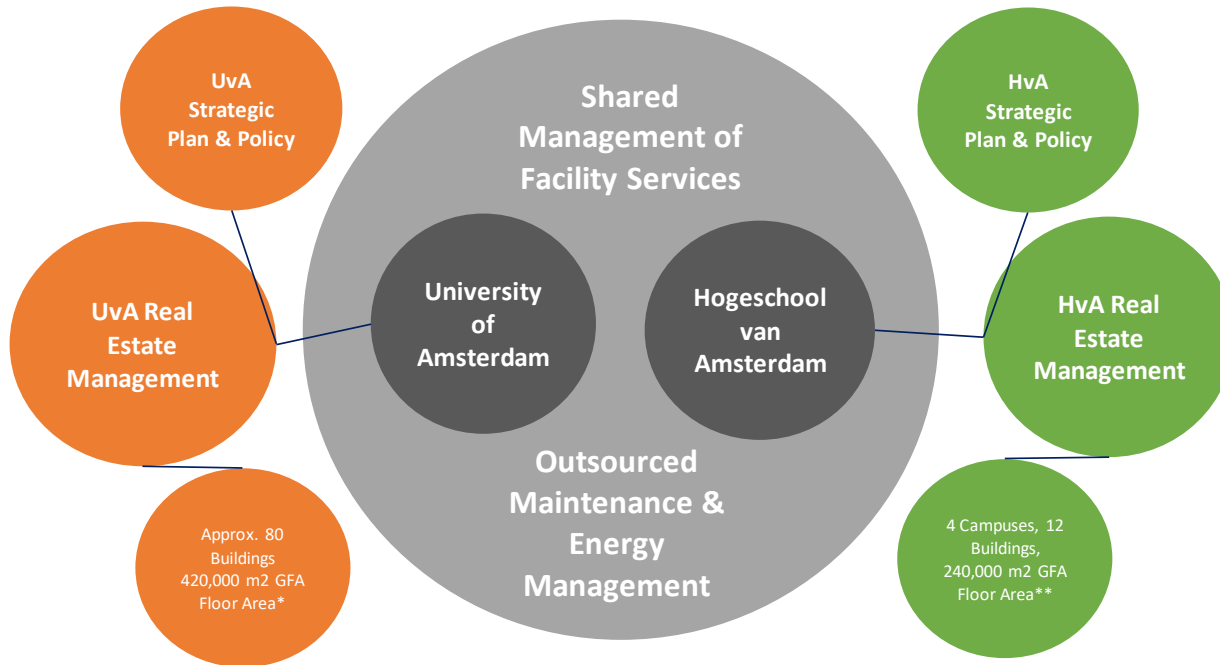 UvA
Strategic
Plan & Policy
Shared
Management of
Facility Services
HvA
Strategic
Plan & Policy
UvA Real
Estate
Management
University
of
Amsterdam
Hogeschool
van
Amsterdam
HvA Real
Estate
Management
Approx. 80
Buildings
420,000 m2 GFA
Floor Area*
Outsourced
Maintenance &
Energy
Management
4 Campuses, 12
Buildings,
240,000 m2 GFA
Floor Area**